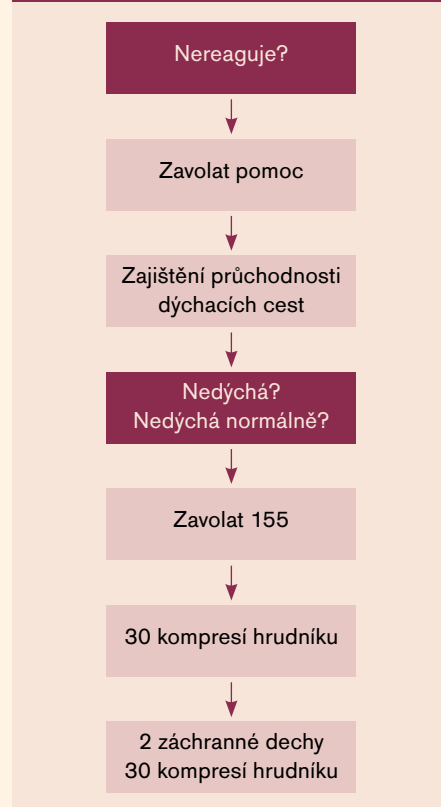 Nereaguje?
Zavolat pomoc
Zajištění průchodnosti
dýchacích cest
Nedýchá?
Nedýchá normálně?
Zavolat 155
30 kompresí hrudníku
2 záchranné dechy
30 kompresí hrudníku